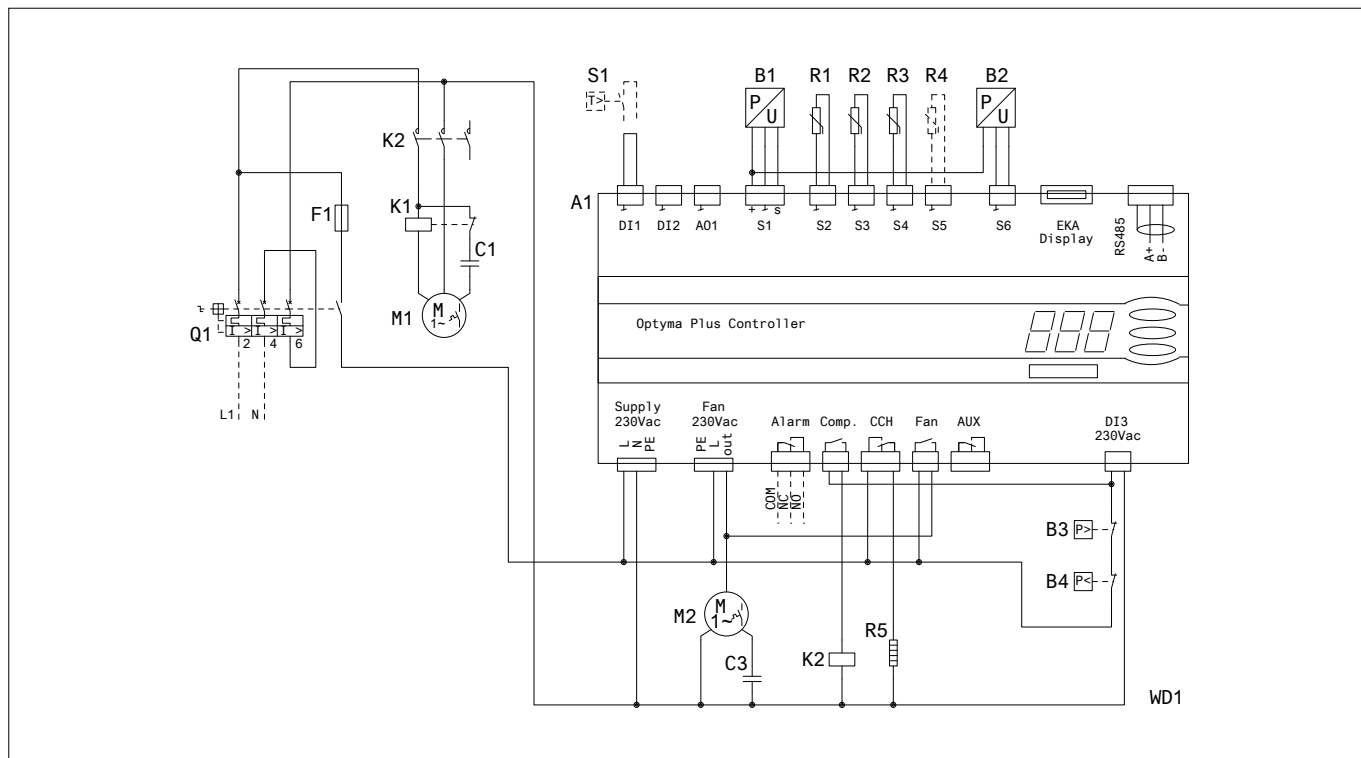 S1
T>
B1
P
U
R1
R2
R3
R4
B2
P
U
K2
A1
K1
F1
C1
DI1
DI2
AO1
+
s
S1
S2
S3
S4
S5
S6
EKA
Display
RS485
A+
B-
M1
M
1~
Q1
I >
I >
I >
2
4
6
L1
N
Optyma Plus Controller
Supply
230Vac
L
N
PE
Fan
230Vac
PE
L
out
Alarm
Comp.
CCH
Fan
AUX
DI3
230Vac
COM
NC
NO
B3
P>
B4
P<
M2
M
1~
C3
K2
R5
WD1